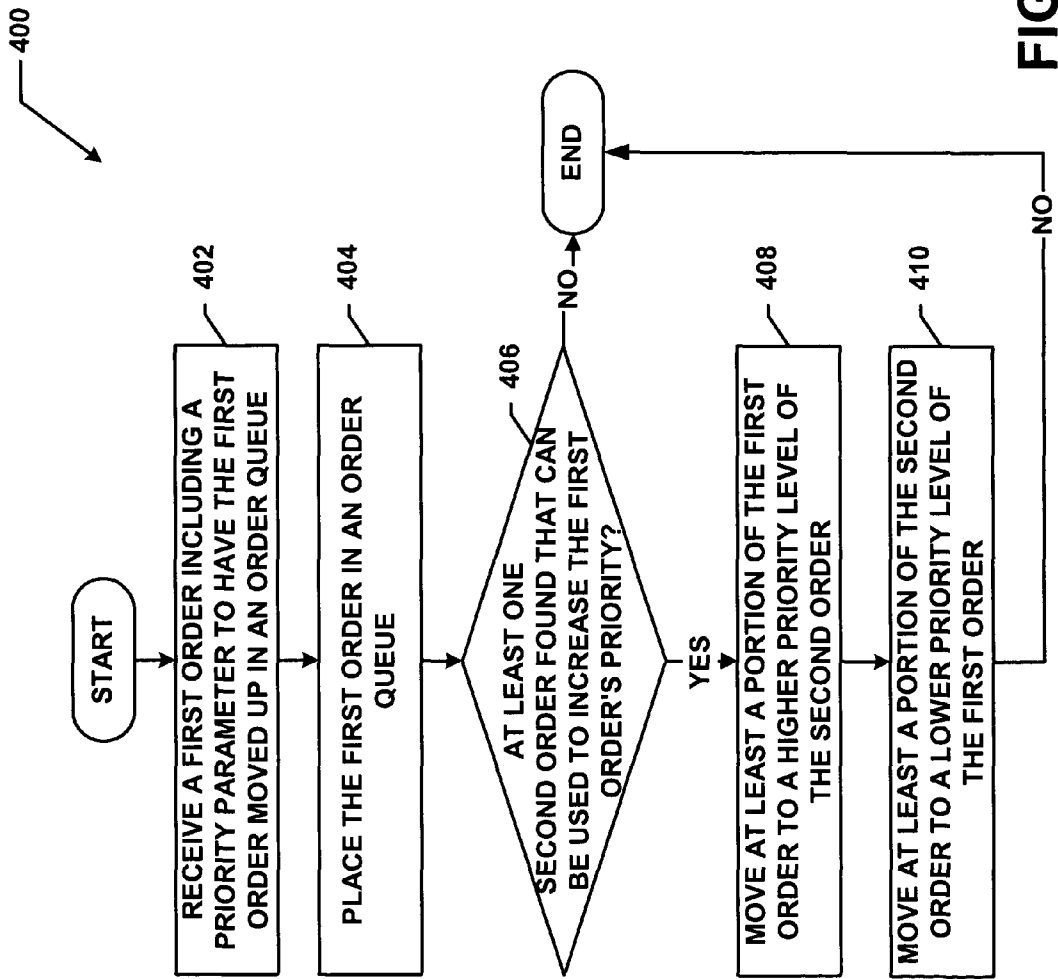 400
START
402
RECEIVE A FIRST ORDER INCLUDING A
PRIORITY PARAMETER TO HAVE THE FIRST
ORDER MOVED UP IN AN ORDER QUEUE
404
PLACE THE FIRST ORDER IN AN ORDER
QUEUE
406
AT LEAST ONE
SECOND ORDER FOUND THAT CAN
BE USED TO INCREASE THE FIRST
ORDER'S PRIORITY?
NO
END
YES
408
MOVE AT LEAST A PORTION OF THE FIRST
ORDER TO A HIGHER PRIORITY LEVEL OF
THE SECOND ORDER
410
MOVE AT LEAST A PORTION OF THE SECOND
ORDER TO A LOWER PRIORITY LEVEL OF
THE FIRST ORDER
NO
FIG